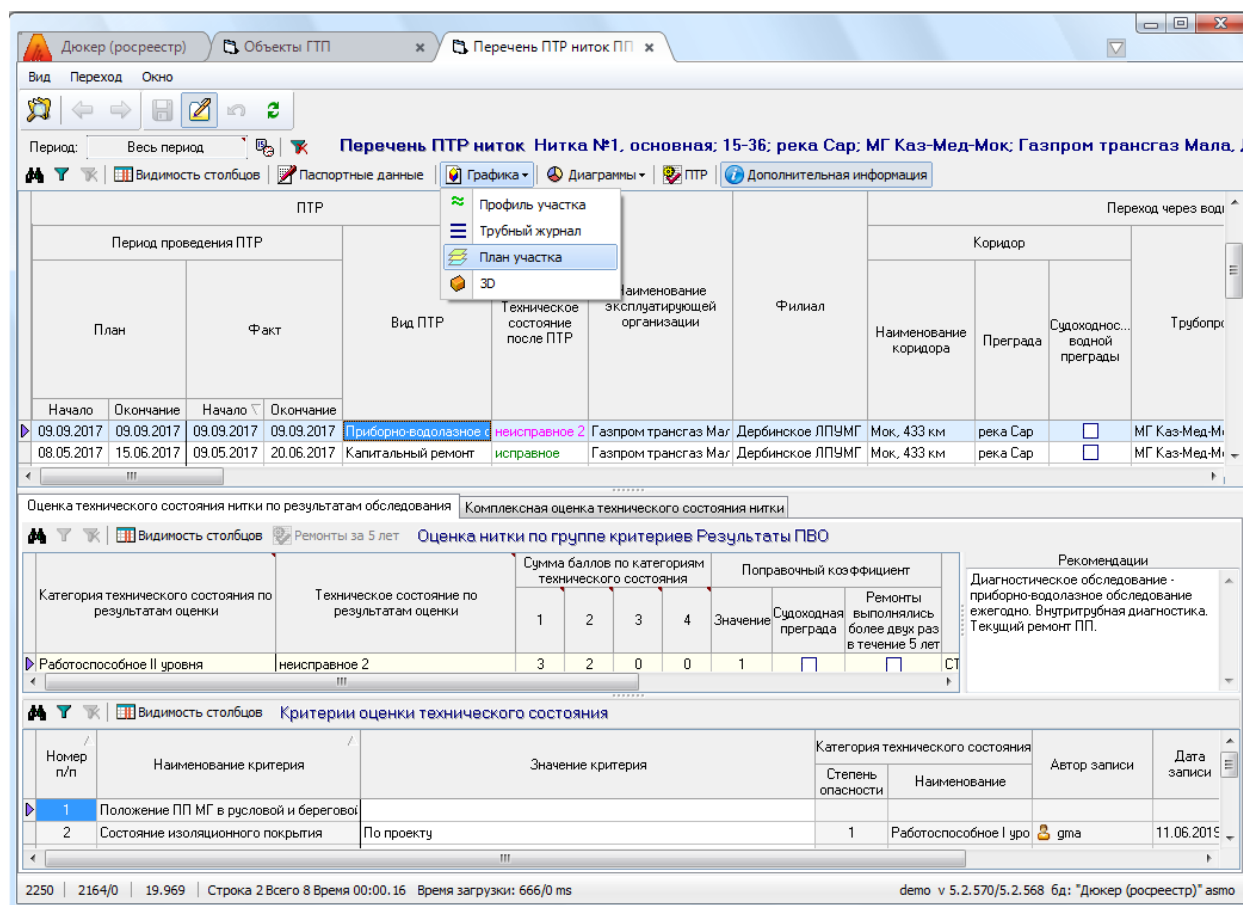 Дюкер (росреестр)
Объекты ГТП
Перечень ПТР ниток ПП
Вид Переход Окно
Период: Весь период Перечень ПТР ниток Нитка №1, основная; 15-36; река Сар; МГ Каз-Мед-Мок; Газпром трансгаз Мала,
Видимость столбцов Паспортные данные Графика Диаграммы ПТР Дополнительная информация
Профиль участка
Трубный журнал
План участка
3D
ПТР
Переход через водн
Период проведения ПТР
Коридор
План
Факт
Вид ПТР
Техническое
состояние
после ПТР
Наименование
эксплуатирующей
организации
Филиал
Наименование
коридора
Преграда
Судоходнос...
водной
преграды
Трубопро
Начало Окончание Начало Окончание
09.09.2017 09.09.2017 09.09.2017 09.09.2017 Приборно-водолазное о неисправное 2 Газпром трансгаз Мал Дербинское ЛПУМГ Мок, 433 км река Сар МГ Каз-Мед-Мо
08.05.2017 15.06.2017 09.05.2017 20.06.2017 Капитальный ремонт исправное Газпром трансгаз Мал Дербинское ЛПУМГ Мок, 433 км река Сар МГ Каз-Мед-Мо
Оценка технического состояния нитки по результатам обследования Комплексная оценка технического состояния нитки
Видимость столбцов Ремонты за 5 лет Оценка нитки по группе критериев Результаты ПВО
Категория технического состояния по
результатам оценки
Техническое состояние по
результатам оценки
Сумма баллов по категориям
технического состояния
1 2 3 4
Поправочный коэффициент
Значение
Судоходная
преграда
Ремонты
выполнялись
более двух раз
в течение 5 лет
Работоспособное II уровня неисправное 2 3 2 0 0 1 СТ
Рекомендации
Диагностическое обследование -
приборно-водолазное обследование
ежегодно. Внутритрубная диагностика.
Текущий ремонт ПП.
Видимость столбцов Критерии оценки технического состояния
Номер
п/п
Наименование критерия
Значение критерия
Категория технического состояния
Степень
опасности
Наименование
Автор записи
Дата
записи
1 Положение ПП МГ в русловой и береговой
2 Состояние изоляционного покрытия По проекту 1 Работоспособное I уро gma 11.06.2019
2250 2164/0 19.969 Строка 2 Всего 8 Время 00:00.16 Время загрузки: 666/0 ms demo v 5.2.570/5.2.568 бд: "Дюкер (росреестр)" asmo